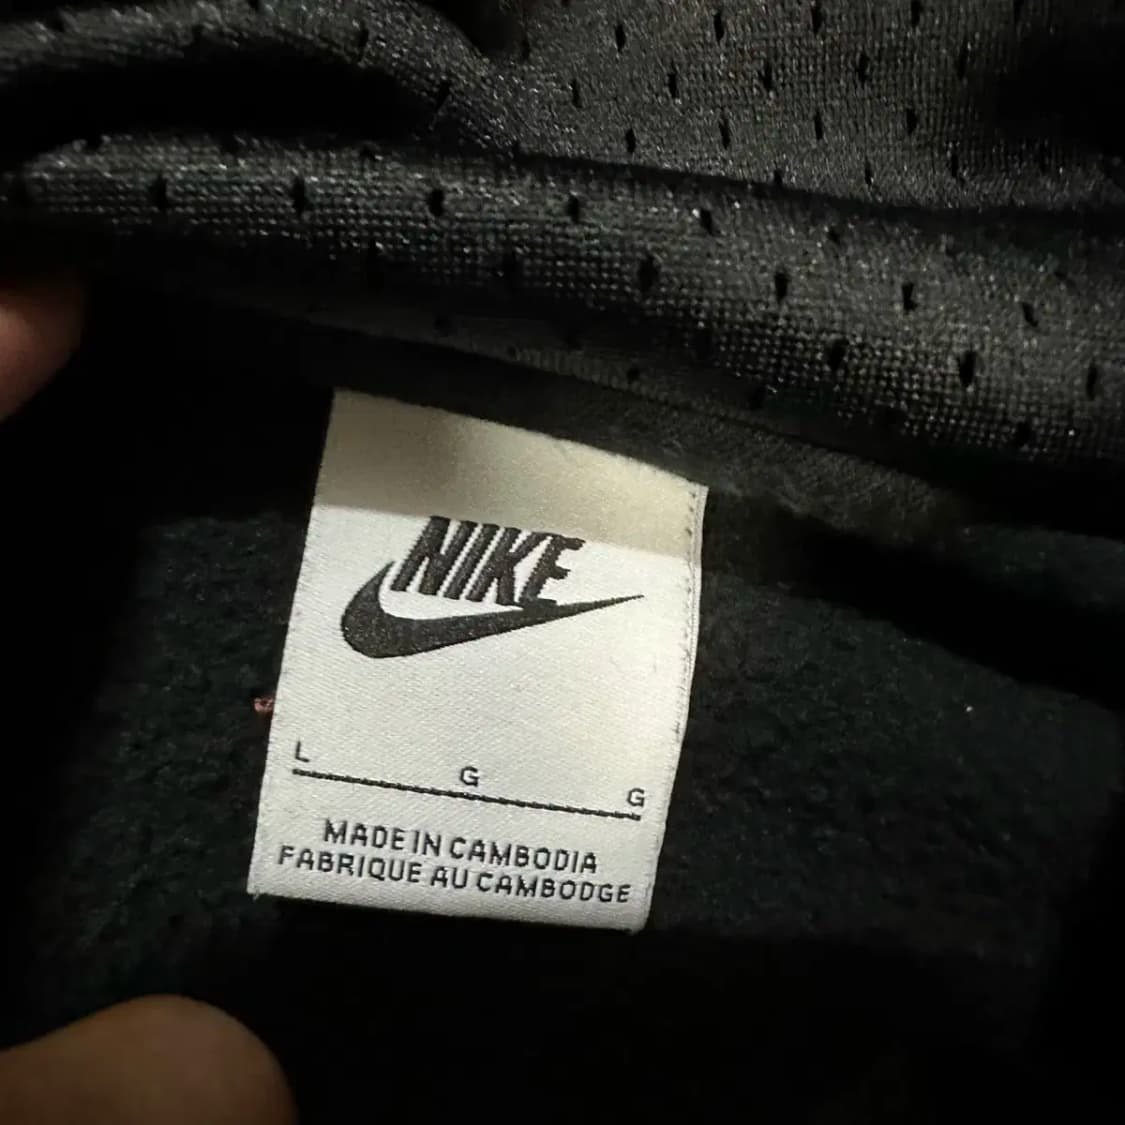 NIKE
L G G
MADE IN CAMBODIA
FABRIQUE AU CAMBODGE